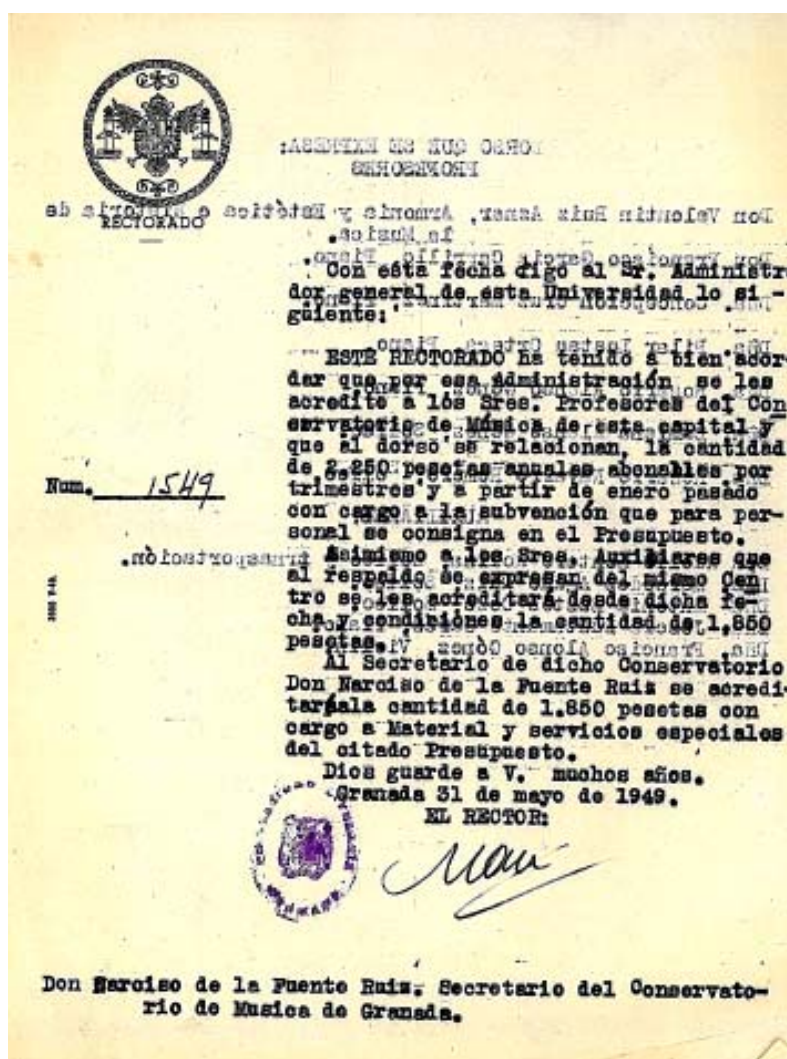 RECTORADO
Con esta fecha digo al Sr. Administra
dor general de esta Universidad lo si-
guiente:
ESTE RECTORADO ha tenido a bien acor-
dar que por esa Administración se les
acredite a los Sres. Profesores del Con
servatorio de Música de esta capital y
que al dorso se relacionan, la cantidad
de 2.250 pesetas anuales abonables por
trimestres y a partir de enero pasado
con cargo a la subvención que para per-
sonal se consigna en el Presupuesto.
Num. 1549
Asimismo a los Sres. Auxiliares que
al respaldo se expresan del mismo Cen
tro se les acreditará desde dicha fe-
cha y condiciones la cantidad de 1.850
pesetas.
Al Secretario de dicho Conservatorio
Don Narciso de la Fuente Ruiz se acredi-
tará la cantidad de 1.850 pesetas con
cargo a Material y servicios especiales
del citado Presupuesto.
Dios guarde a V. muchos años.
Granada 31 de mayo de 1949.
EL RECTOR:
Don Narciso de la Fuente Ruiz. Secretario del Conservato-
rio de Musica de Granada.